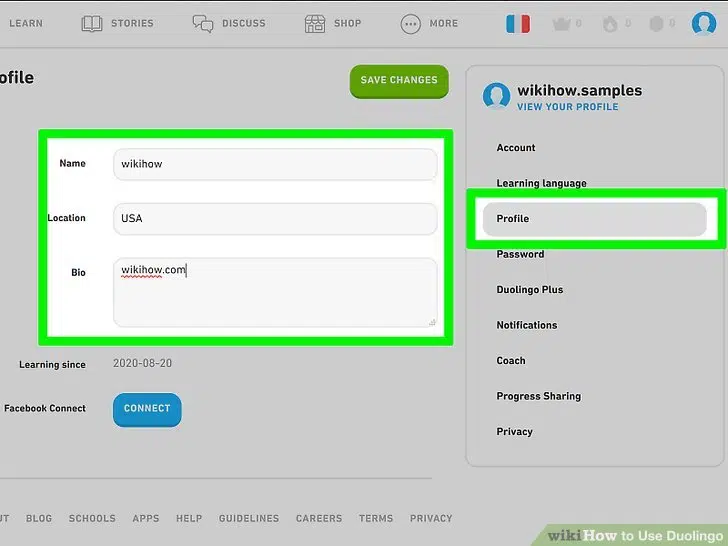 LEARN STORIES DISCUSS SHOP MORE 0 0 0
ofile
SAVE CHANGES
Name wikihow
Location USA
Bio wikihow.com
Learning since 2020-08-20
Facebook Connect CONNECT
wikihow.samples
VIEW YOUR PROFILE
Account
Learning language
Profile
Password
Duolingo Plus
Notifications
Coach
Progress Sharing
Privacy
UT BLOG SCHOOLS APPS HELP GUIDELINES CAREERS TERMS PRIVACY
wikiHow to Use Duolingo